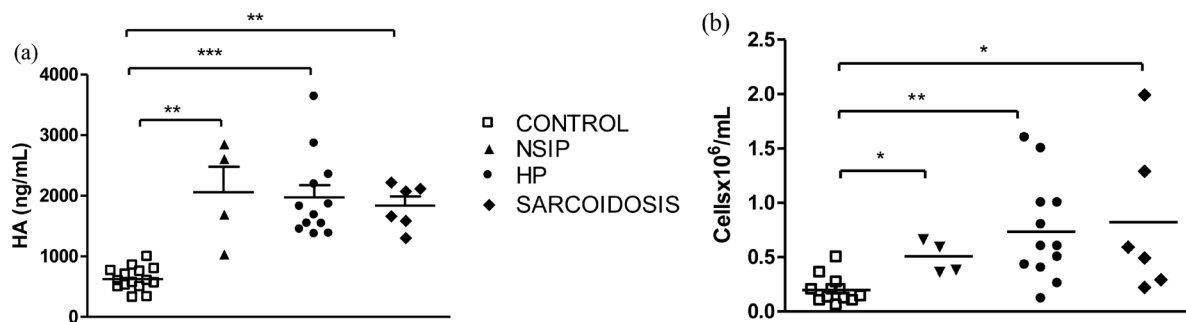 (a)
**
***
**
HA (ng/mL)
4000
3000
2000
1000
0
CONTROL
NSIP
HP
SARCOIDOSIS
(b)
*
**
*
Cellsx10⁶/mL
2.5
2.0
1.5
1.0
0.5
0.0